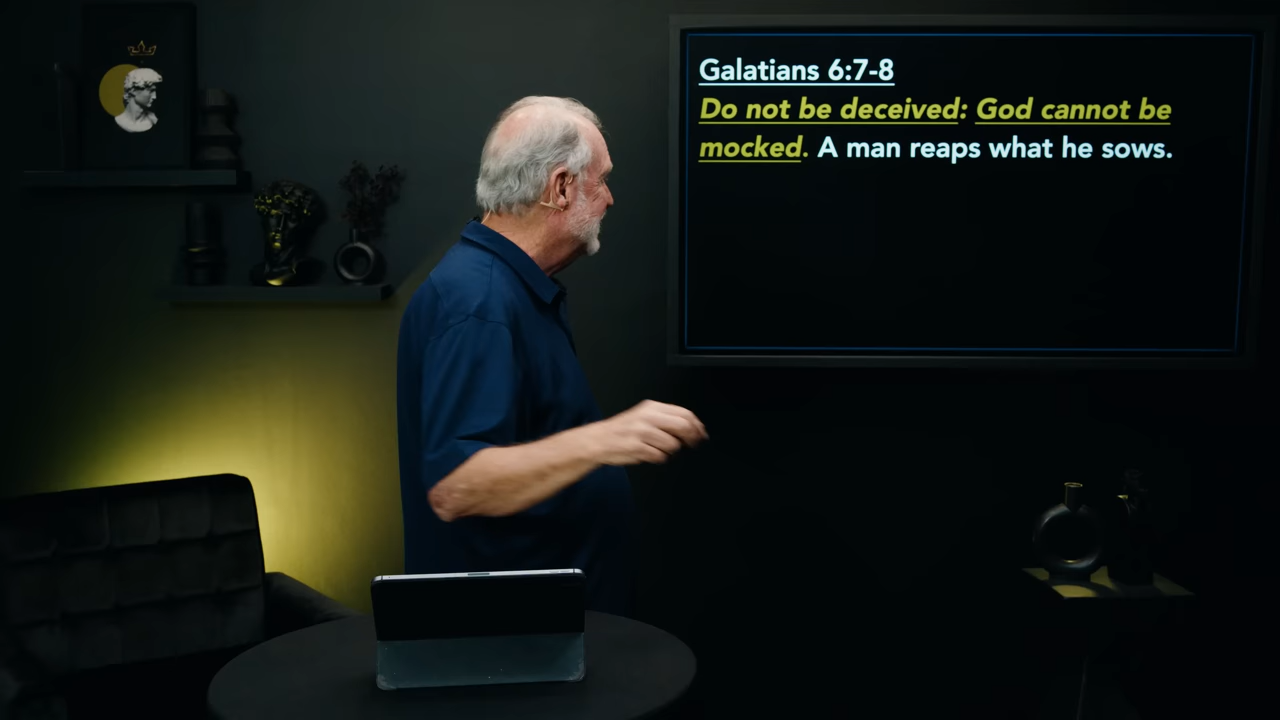 Galatians 6:7-8
Do not be deceived: God cannot be
mocked. A man reaps what he sows.